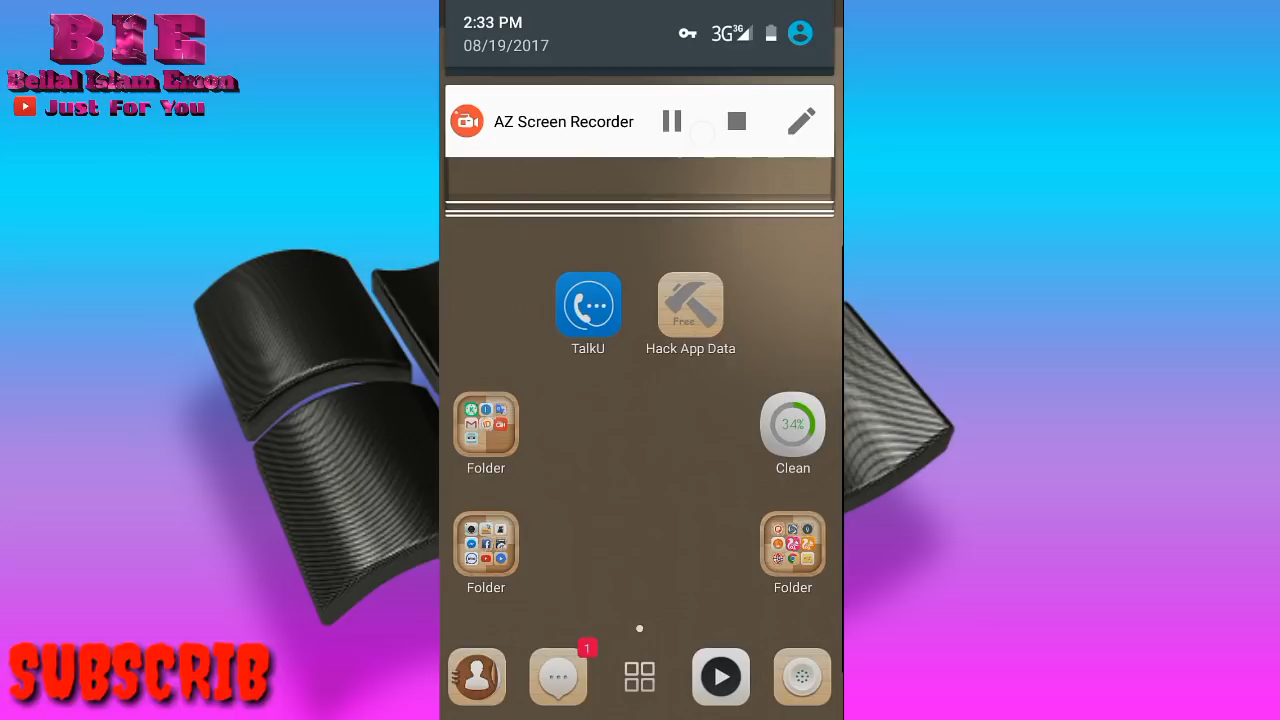 BIE
Bellal Islam Emon
Just For You
2:33 PM
08/19/2017
3G 3G
AZ Screen Recorder
Free
TalkU
Hack App Data
34%
Folder
Clean
Folder
Folder
1
SUBSCRIB